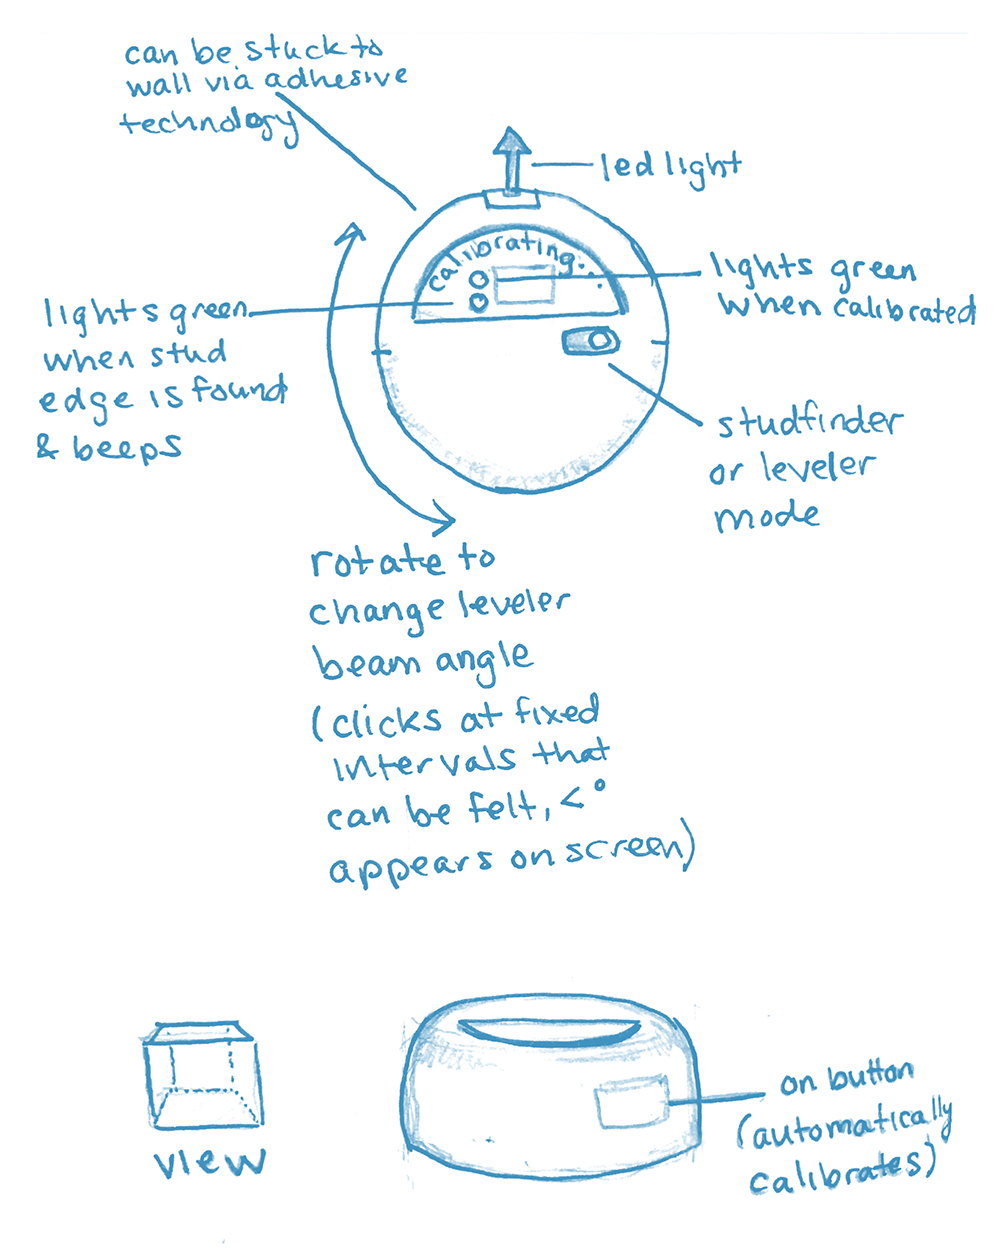 can be stuck to
wall via adhesive
technology
led light
calibrating...
lights green
when calibrated
lights green
when stud
edge is found
& beeps
studfinder
or leveler
mode
rotate to
change leveler
beam angle
(clicks at fixed
intervals that
can be felt, <°
appears on screen)
view
on button
(automatically
calibrates)